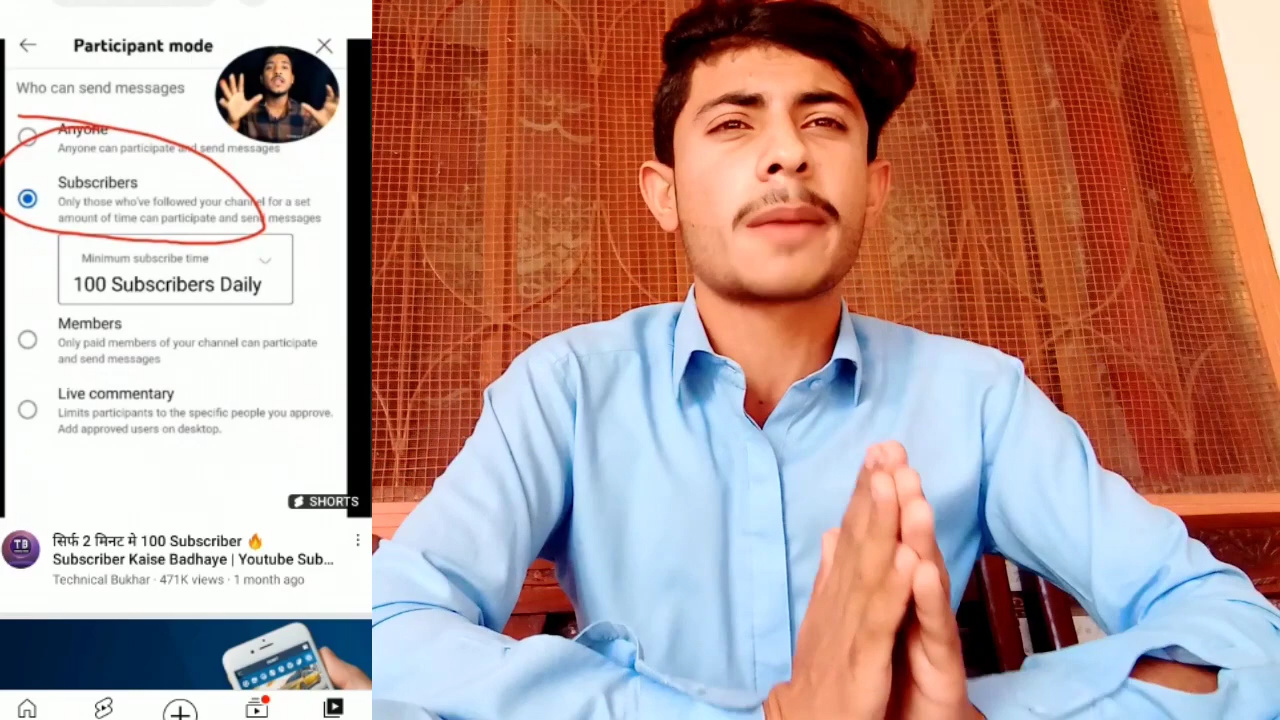 Participant mode
Who can send messages
Anyone
Anyone can participate and send messages
Subscribers
Only those who've followed your channel for a set
amount of time can participate and send messages
Minimum subscribe time
100 Subscribers Daily
Members
Only paid members of your channel can participate
and send messages
Live commentary
Limits participants to the specific people you approve.
Add approved users on desktop.
SHORTS
TB
सिर्फ 2 मिनट मे 100 Subscriber 🔥
Subscriber Kaise Badhaye | Youtube Sub...
Technical Bukhar · 471K views · 1 month ago